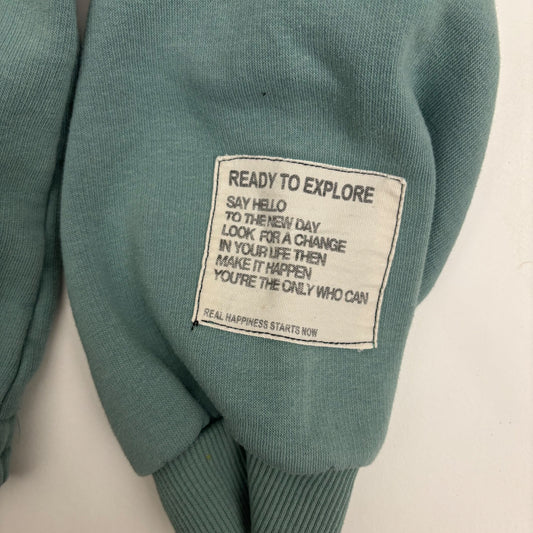 READY TO EXPLORE
SAY HELLO
TO THE NEW DAY
LOOK FOR A CHANGE
IN YOUR LIFE THEN
MAKE IT HAPPEN
YOU'RE THE ONLY WHO CAN
REAL HAPPINESS STARTS NOW